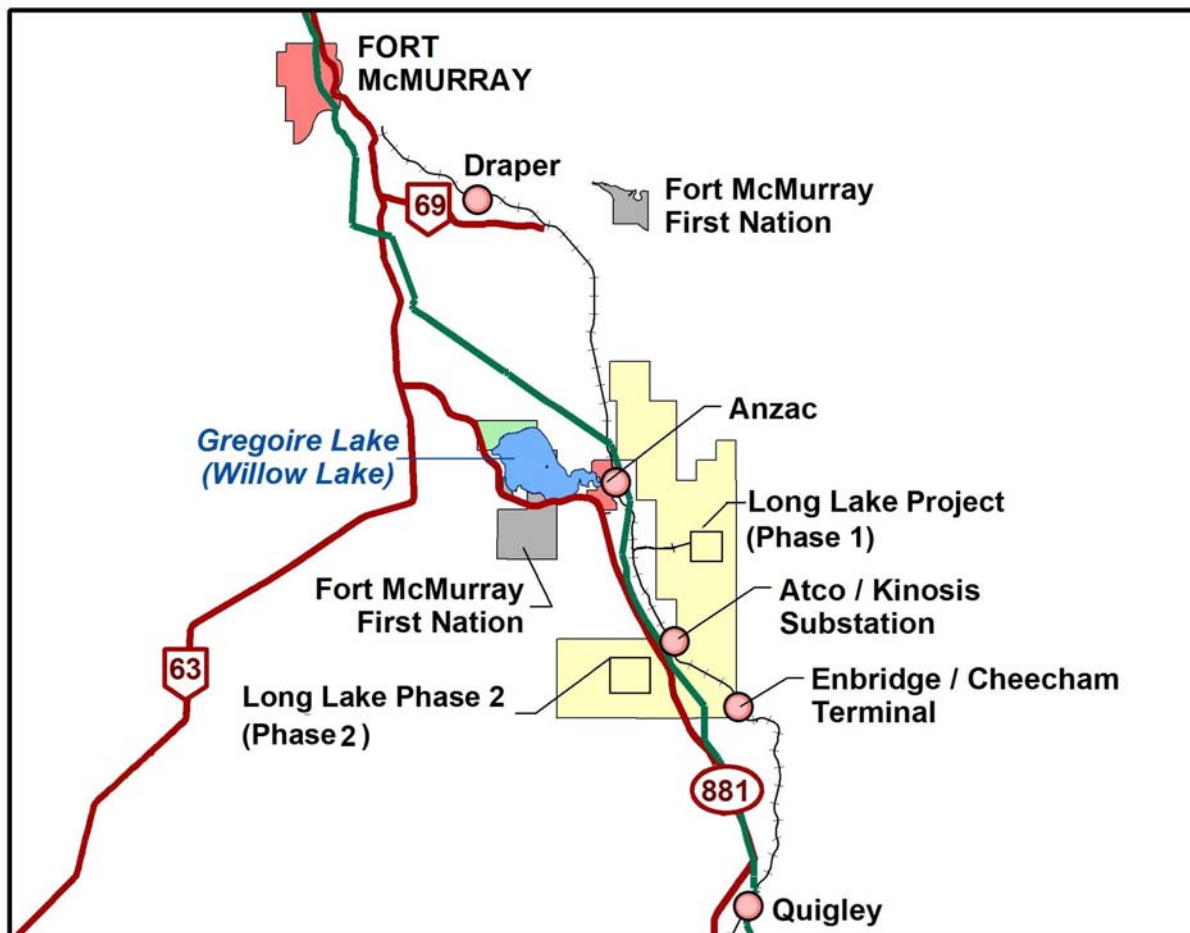 FORT
McMURRAY
Draper
69
Fort McMurray
First Nation
Anzac
Gregoire Lake
(Willow Lake)
Long Lake Project
(Phase 1)
Fort McMurray
First Nation
Atco / Kinosis
Substation
63
Long Lake Phase 2
(Phase 2)
Enbridge / Cheecham
Terminal
881
Quigley